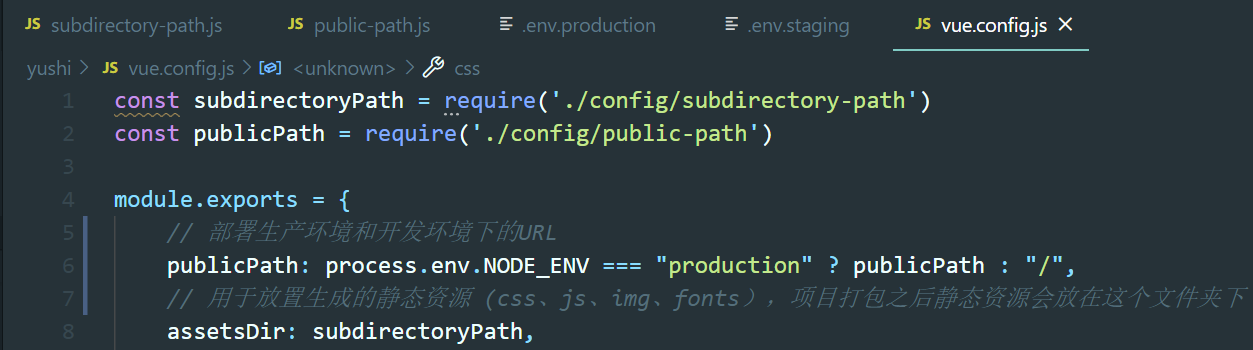 JS subdirectory-path.js JS public-path.js .env.production .env.staging JS vue.config.js
yushi > JS vue.config.js > <unknown> > css
1 const subdirectoryPath = require('./config/subdirectory-path')
2 const publicPath = require('./config/public-path')
3
4 module.exports = {
5 // 部署生产环境和开发环境下的URL
6 publicPath: process.env.NODE_ENV === "production" ? publicPath : "/",
7 // 用于放置生成的静态资源 (css、js、img、fonts），项目打包之后静态资源会放在这个文件夹下
8 assetsDir: subdirectoryPath,